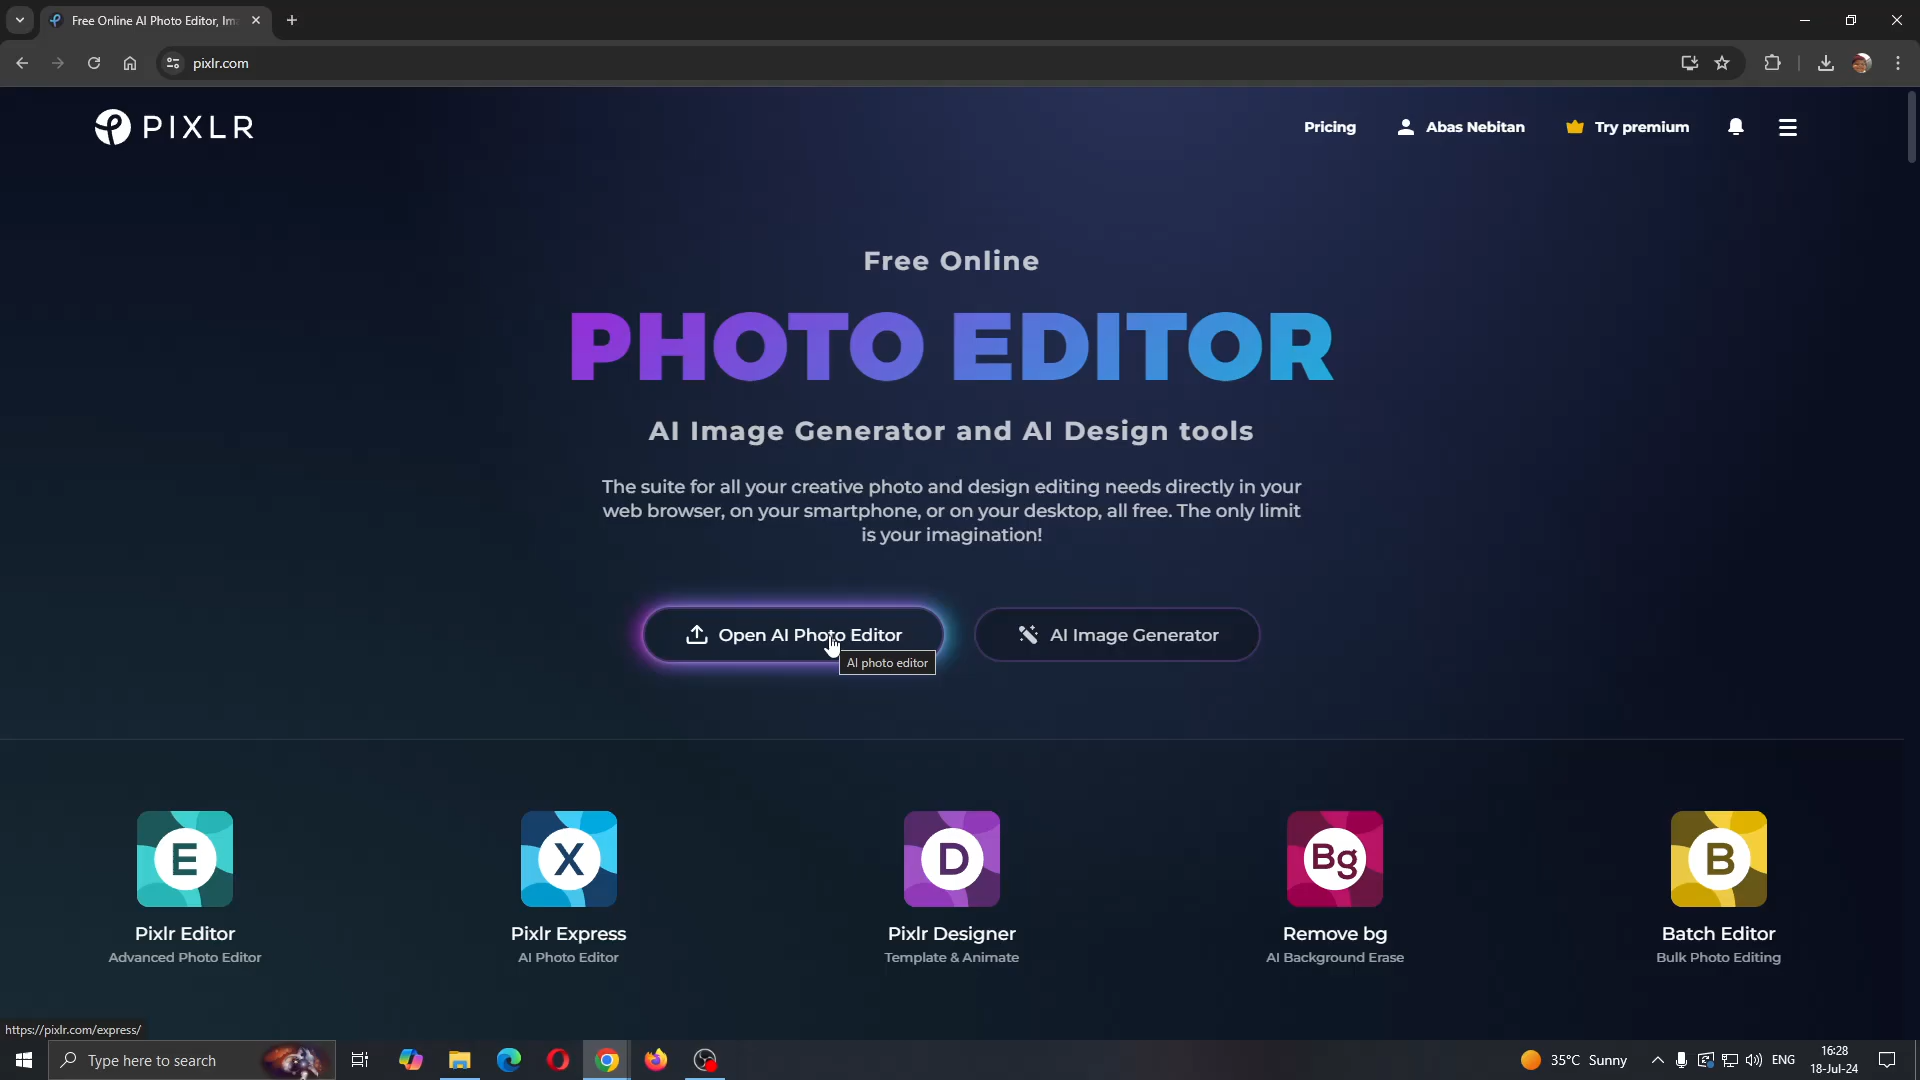 Free Online AI Photo Editor, Im
pixlr.com
PIXLR
Pricing
Abas Nebitan
Try premium
Free Online
PHOTO EDITOR
AI Image Generator and AI Design tools
The suite for all your creative photo and design editing needs directly in your
web browser, on your smartphone, or on your desktop, all free. The only limit
is your imagination!
Open AI Photo Editor
AI Image Generator
AI photo editor
E
X
D
Bg
B
Pixlr Editor
Pixlr Express
Pixlr Designer
Remove bg
Batch Editor
Advanced Photo Editor
AI Photo Editor
Template & Animate
AI Background Erase
Bulk Photo Editing
https://pixlr.com/express/
Type here to search
35°C Sunny
ENG
16:28
18-Jul-24